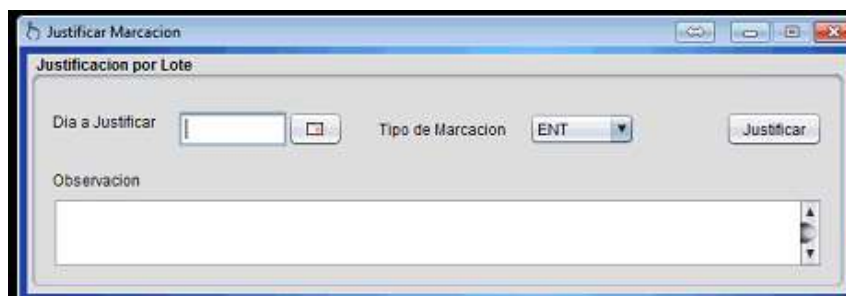 Justificar Marcacion
Justificacion por Lote
Dia a Justificar Tipo de Marcacion ENT Justificar
Observacion